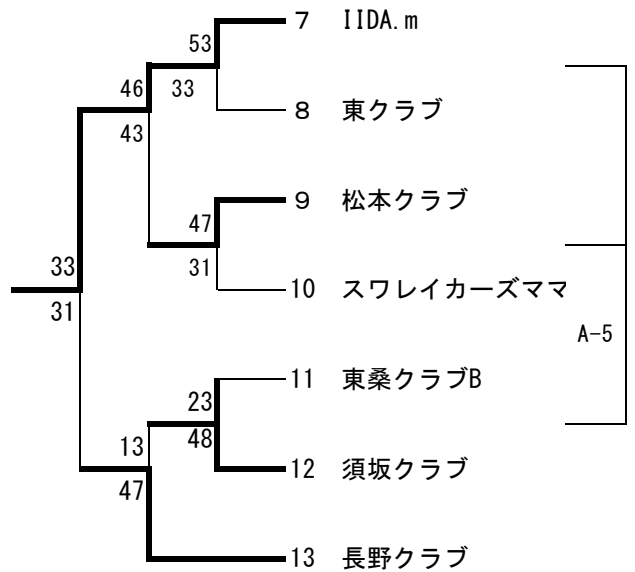 7 IIDA.m
53
46 33
8 東クラブ
43
9 松本クラブ
47
33 31
10 スワレイカーズママ
31
A-5
11 東桑クラブB
23
13 48
12 須坂クラブ
47
13 長野クラブ